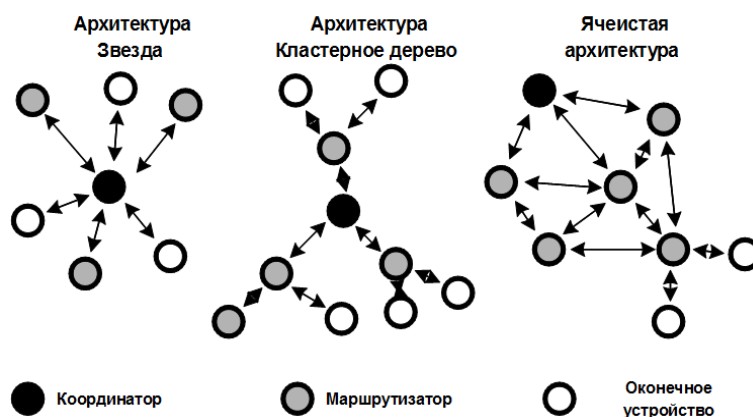 Архитектура
Звезда
Архитектура
Кластерное дерево
Ячеистая
архитектура
Координатор
Маршрутизатор
Оконечное
устройство